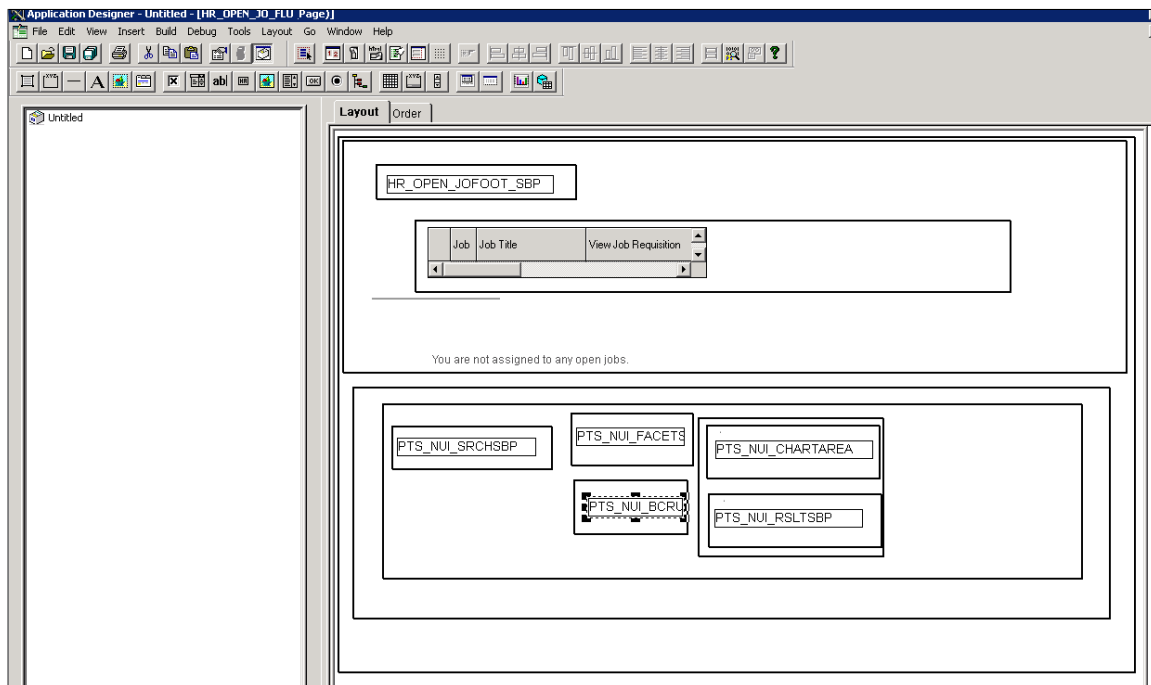 Application Designer - Untitled - [HR_OPEN_JO_FLU Page)]
File Edit View Insert Build Debug Tools Layout Go Window Help
Untitled
Layout Order
HR_OPEN_JOFOOT_SBP
Job Job Title View Job Requisition
You are not assigned to any open jobs.
PTS_NUI_SRCHSBP
PTS_NUI_FACETS
PTS_NUI_CHARTAREA
PTS_NUI_BCRU
PTS_NUI_RSLTSBP